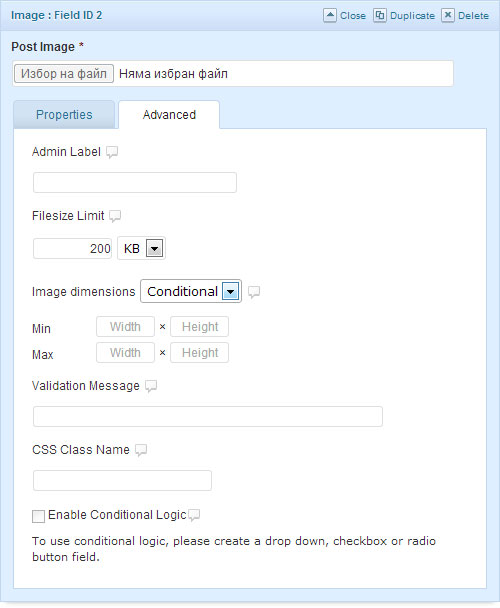 Image : Field ID 2 Close Duplicate Delete
Post Image *
Избор на файл Няма избран файл
Properties Advanced
Admin Label
Filesize Limit
200 KB
Image dimensions Conditional
Min Width × Height
Max Width × Height
Validation Message
CSS Class Name
Enable Conditional Logic
To use conditional logic, please create a drop down, checkbox or radio
button field.